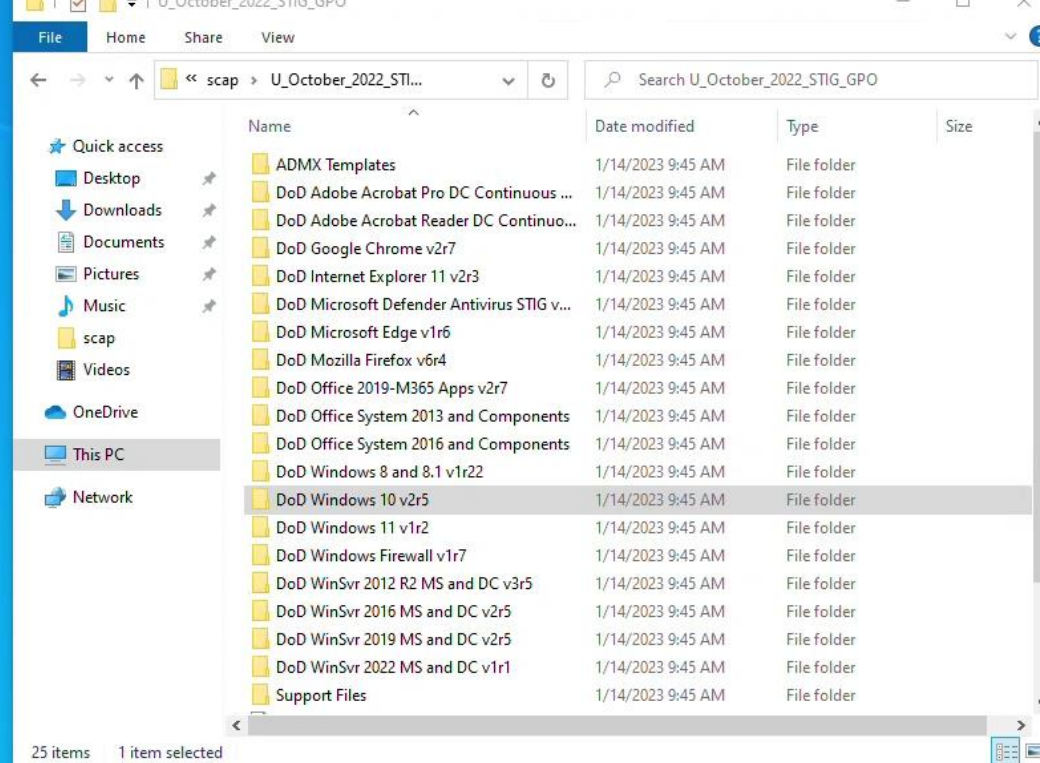 U_October_2022_STIG_GPO
File Home Share View
« scap > U_October_2022_STI... Search U_October_2022_STIG_GPO
Name Date modified Type Size
Quick access
Desktop
Downloads
Documents
Pictures
Music
scap
Videos
OneDrive
This PC
Network
ADMX Templates 1/14/2023 9:45 AM File folder
DoD Adobe Acrobat Pro DC Continuous ... 1/14/2023 9:45 AM File folder
DoD Adobe Acrobat Reader DC Continuo... 1/14/2023 9:45 AM File folder
DoD Google Chrome v2r7 1/14/2023 9:45 AM File folder
DoD Internet Explorer 11 v2r3 1/14/2023 9:45 AM File folder
DoD Microsoft Defender Antivirus STIG v... 1/14/2023 9:45 AM File folder
DoD Microsoft Edge v1r6 1/14/2023 9:45 AM File folder
DoD Mozilla Firefox v6r4 1/14/2023 9:45 AM File folder
DoD Office 2019-M365 Apps v2r7 1/14/2023 9:45 AM File folder
DoD Office System 2013 and Components 1/14/2023 9:45 AM File folder
DoD Office System 2016 and Components 1/14/2023 9:45 AM File folder
DoD Windows 8 and 8.1 v1r22 1/14/2023 9:45 AM File folder
DoD Windows 10 v2r5 1/14/2023 9:45 AM File folder
DoD Windows 11 v1r2 1/14/2023 9:45 AM File folder
DoD Windows Firewall v1r7 1/14/2023 9:45 AM File folder
DoD WinSvr 2012 R2 MS and DC v3r5 1/14/2023 9:45 AM File folder
DoD WinSvr 2016 MS and DC v2r5 1/14/2023 9:45 AM File folder
DoD WinSvr 2019 MS and DC v2r5 1/14/2023 9:45 AM File folder
DoD WinSvr 2022 MS and DC v1r1 1/14/2023 9:45 AM File folder
Support Files 1/14/2023 9:45 AM File folder
25 items 1 item selected